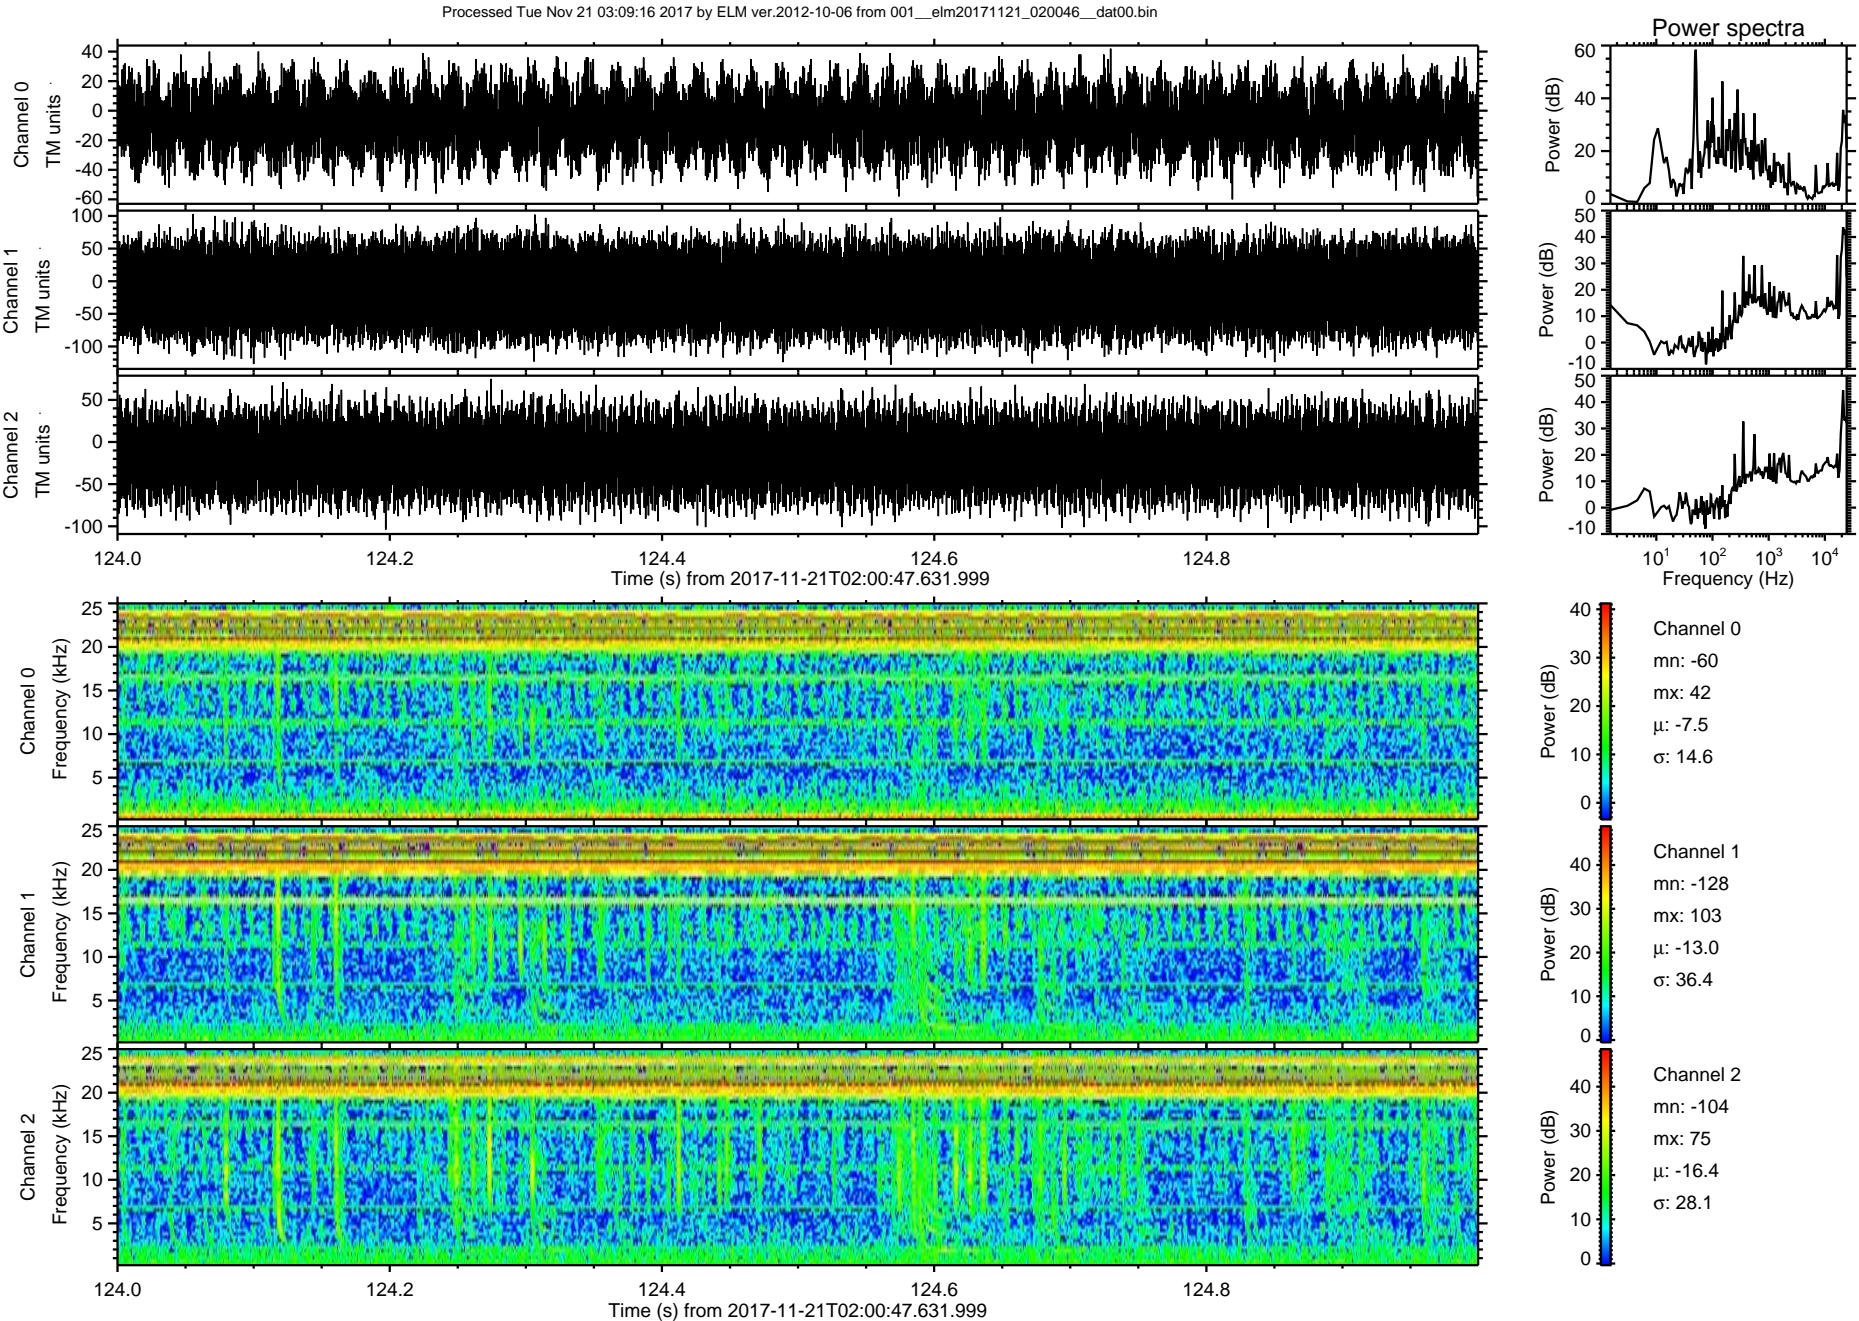 Processed Tue Nov 21 03:09:16 2017 by ELM ver.2012-10-06 from 001__elm20171121_020046__dat00.bin
Power spectra
Channel 0
TM units
40
20
0
-20
-40
-60
Power (dB)
60
40
20
0
Channel 1
TM units
100
50
0
-50
-100
Power (dB)
50
40
30
20
10
0
-10
Channel 2
TM units
50
0
-50
-100
Power (dB)
50
40
30
20
10
0
-10
124.0 124.2 124.4 124.6 124.8
Time (s) from 2017-11-21T02:00:47.631.999
10¹ 10² 10³ 10⁴
Frequency (Hz)
Channel 0
Frequency (kHz)
25
20
15
10
5
Power (dB)
40
30
20
10
0
Channel 0
mn: -60
mx: 42
µ: -7.5
σ: 14.6
Channel 1
Frequency (kHz)
25
20
15
10
5
Power (dB)
40
30
20
10
0
Channel 1
mn: -128
mx: 103
µ: -13.0
σ: 36.4
Channel 2
Frequency (kHz)
25
20
15
10
5
Power (dB)
40
30
20
10
0
Channel 2
mn: -104
mx: 75
µ: -16.4
σ: 28.1
124.0 124.2 124.4 124.6 124.8
Time (s) from 2017-11-21T02:00:47.631.999